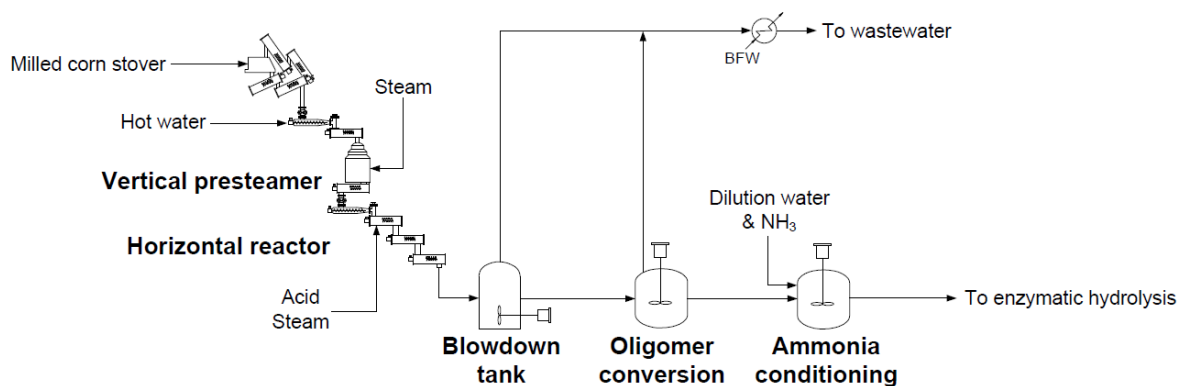 Milled corn stover
Hot water
Steam
Vertical presteamer
Horizontal reactor
Acid
Steam
BFW
To wastewater
Dilution water
& NH₃
To enzymatic hydrolysis
Blowdown
tank
Oligomer
conversion
Ammonia
conditioning